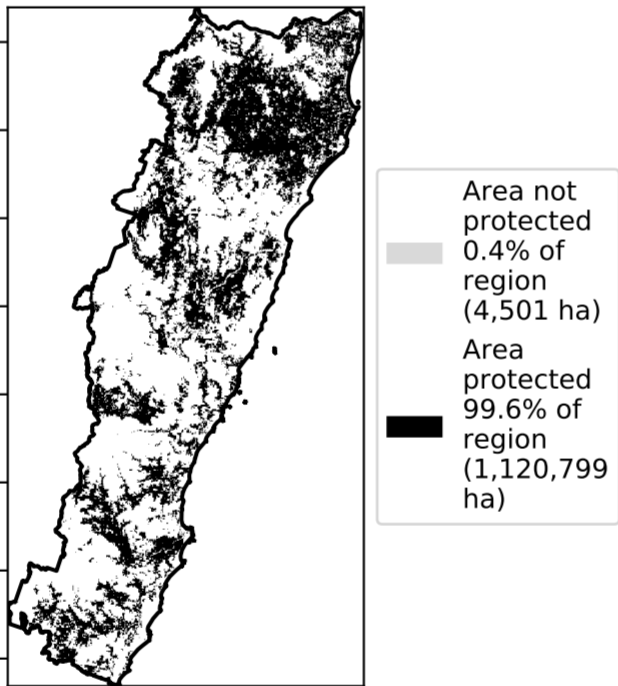 Area not
protected
0.4% of
region
(4,501 ha)
Area
protected
99.6% of
region
(1,120,799
ha)